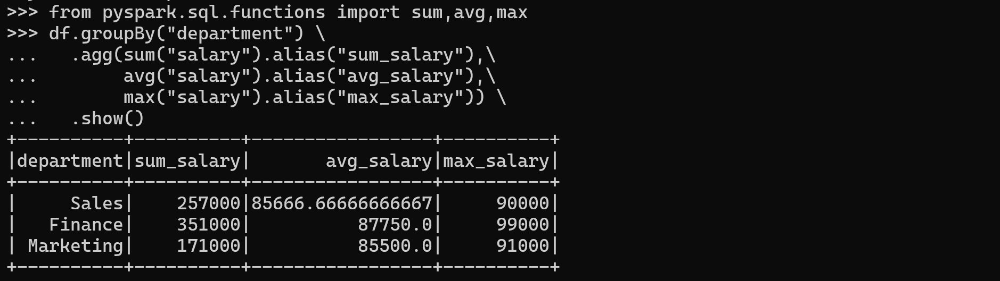 >>> from pyspark.sql.functions import sum,avg,max
>>> df.groupBy("department") \
...   .agg(sum("salary").alias("sum_salary"),\
...        avg("salary").alias("avg_salary"),\
...        max("salary").alias("max_salary")) \
...   .show()
+----------+----------+-----------------+----------+
|department|sum_salary|       avg_salary|max_salary|
+----------+----------+-----------------+----------+
|     Sales|    257000|85666.66666666667|     90000|
|   Finance|    351000|          87750.0|     99000|
| Marketing|    171000|          85500.0|     91000|
+----------+----------+-----------------+----------+